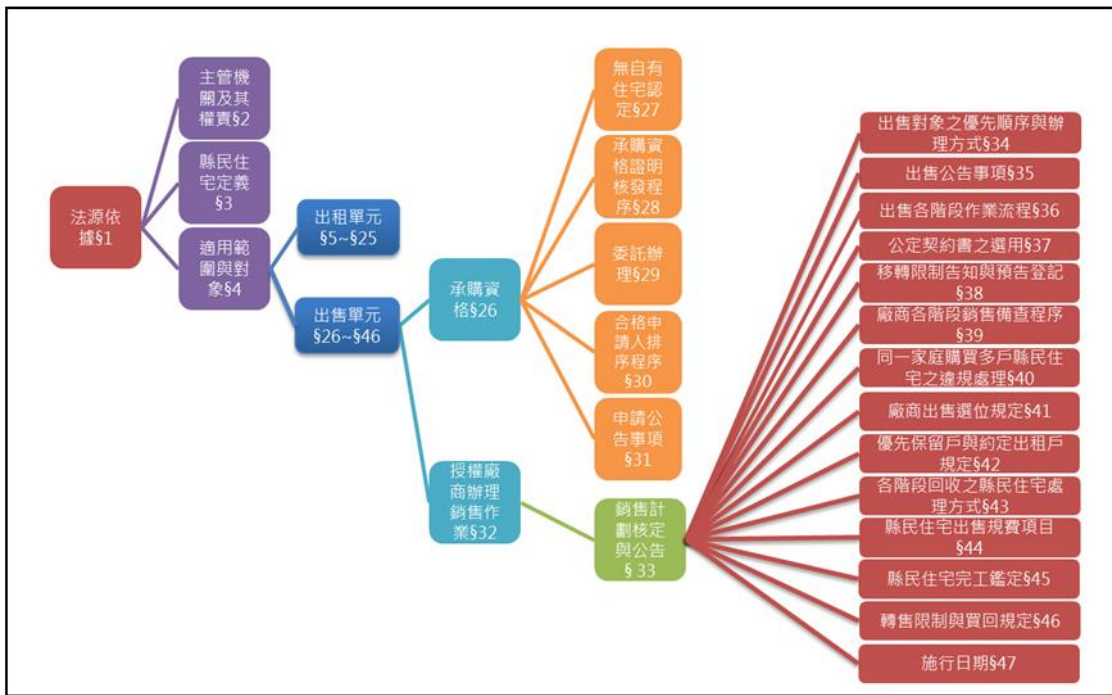 法源依
據§1
主管機
關及其
權責§2
縣民住
宅定義
§3
適用範
圍與對
象§4
出租單元
§5~§25
出售單元
§26~§46
承購資
格§26
授權廠
商辦理
銷售作
業§32
無自有
住宅認
定§27
承購資
格證明
核發程
序§28
委託辦
理§29
合格申
請人排
序程序
§30
申請公
告事項
§31
銷售計
劃核定
與公告
§ 33
出售對象之優先順序與辦
理方式§34
出售公告事項§35
出售各階段作業流程§36
公定契約書之選用§37
移轉限制告知與預告登記
§38
廠商各階段銷售備查程序
§39
同一家庭購買多戶縣民住
宅之違規處理§40
廠商出售選位規定§41
優先保留戶與約定出租戶
規定§42
各階段回收之縣民住宅處
理方式§43
縣民住宅出售規費項目
§44
縣民住宅完工鑑定§45
轉售限制與買回規定§46
施行日期§47